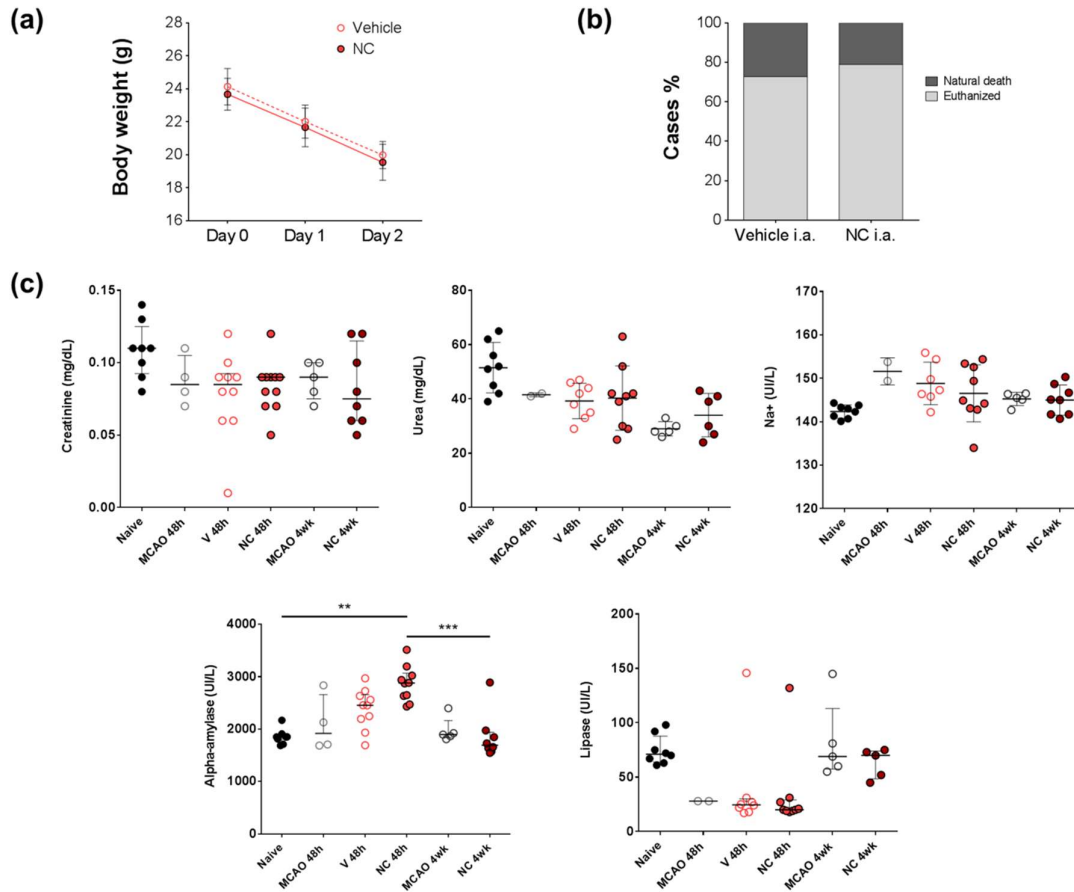 (a)
Body weight (g)
26
24
22
20
18
16
Day 0 Day 1 Day 2
Vehicle
NC
(b)
Cases %
100
80
60
40
20
0
Vehicle i.a. NC i.a.
Natural death
Euthanized
(c)
Creatinine (mg/dL)
0.15
0.10
0.05
0.00
Naive MCAO 48h V 48h NC 48h MCAO 4wk NC 4wk
Urea (mg/dL)
80
60
40
20
0
Naive MCAO 48h V 48h NC 48h MCAO 4wk NC 4wk
Na+ (UI/L)
170
160
150
140
130
120
Naive MCAO 48h V 48h NC 48h MCAO 4wk NC 4wk
Alpha-amylase (UI/L)
4000
3000
2000
1000
0
** ***
Naive MCAO 48h V 48h NC 48h MCAO 4wk NC 4wk
Lipase (UI/L)
200
150
100
50
0
Naive MCAO 48h V 48h NC 48h MCAO 4wk NC 4wk